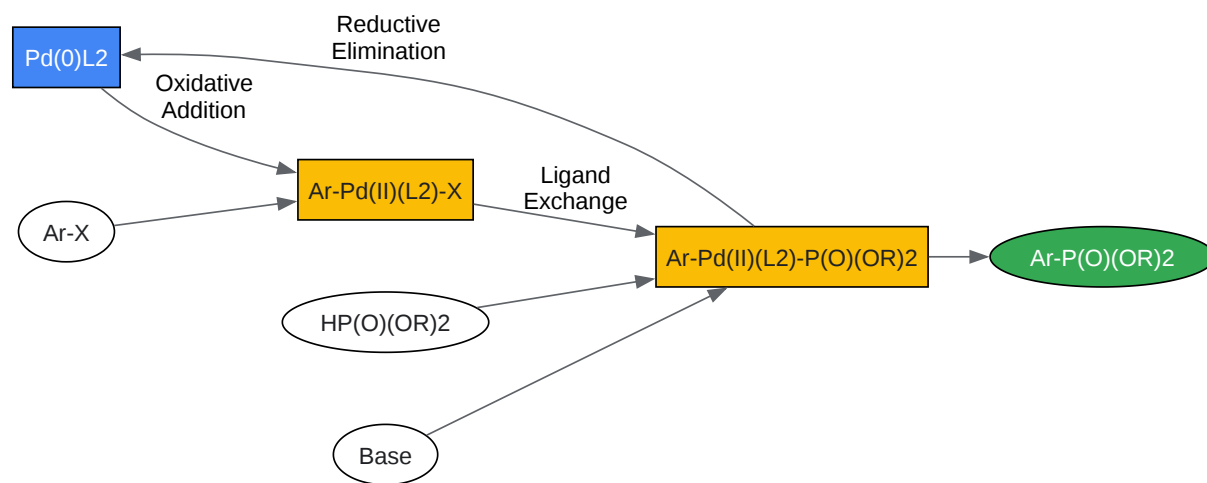 Reductive
Elimination
Pd(0)L2
Oxidative
Addition
Ar-Pd(II)(L2)-X
Ligand
Exchange
Ar-X
Ar-Pd(II)(L2)-P(O)(OR)2
Ar-P(O)(OR)2
HP(O)(OR)2
Base